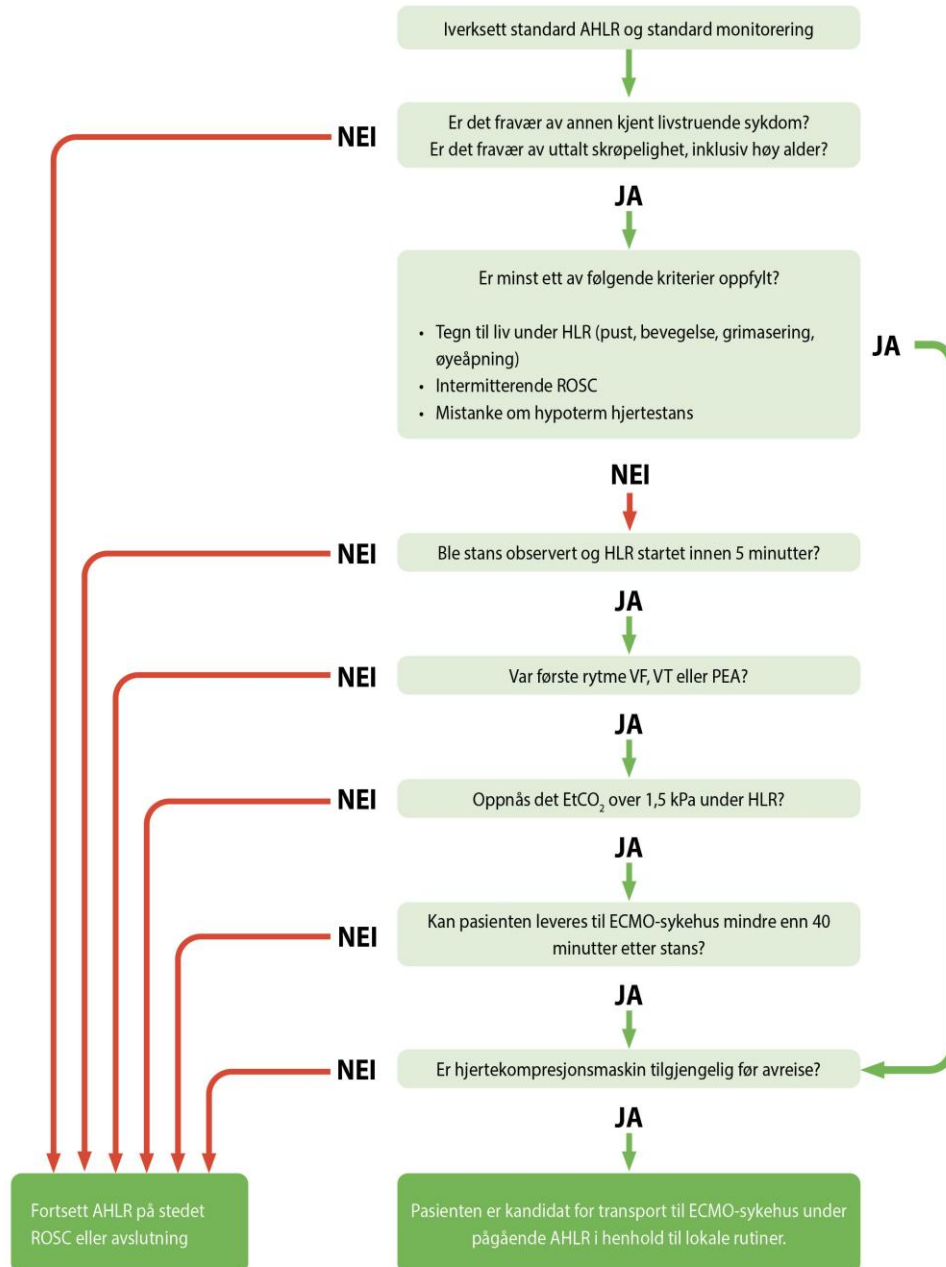 Iverksett standard AHLR og standard monitorering
NEI
Er det fravær av annen kjent livstruende sykdom?
Er det fravær av uttalt skrøpelighet, inklusiv høy alder?
JA
Er minst ett av følgende kriterier oppfylt?
• Tegn til liv under HLR (pust, bevegelse, grimasering,
øyeåpning)
• Intermitterende ROSC
• Mistanke om hypoterm hjertestans
JA
NEI
NEI
Ble stans observert og HLR startet innen 5 minutter?
JA
NEI
Var første rytme VF, VT eller PEA?
JA
NEI
Oppnås det EtCO₂ over 1,5 kPa under HLR?
JA
NEI
Kan pasienten leveres til ECMO-sykehus mindre enn 40
minutter etter stans?
JA
NEI
Er hjertekompresjonsmaskin tilgjengelig før avreise?
JA
Fortsett AHLR på stedet
ROSC eller avslutning
Pasienten er kandidat for transport til ECMO-sykehus under
pågående AHLR i henhold til lokale rutiner.